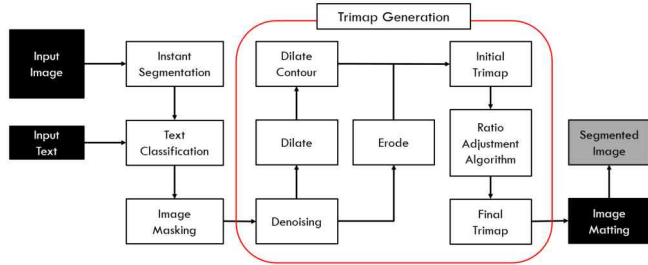 Trimap Generation
Input
Image
Instant
Segmentation
Dilate
Contour
Initial
Trimap
Input
Text
Text
Classification
Dilate
Erode
Ratio
Adjustment
Algorithm
Segmented
Image
Image
Masking
Denoising
Final
Trimap
Image
Matting